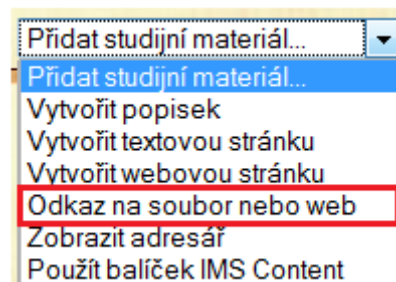 Přidat studijní materiál...
Přidat studijní materiál...
Vytvořit popisek
Vytvořit textovou stránku
Vytvořit webovou stránku
Odkaz na soubor nebo web
Zobrazit adresář
Použít balíček IMS Content